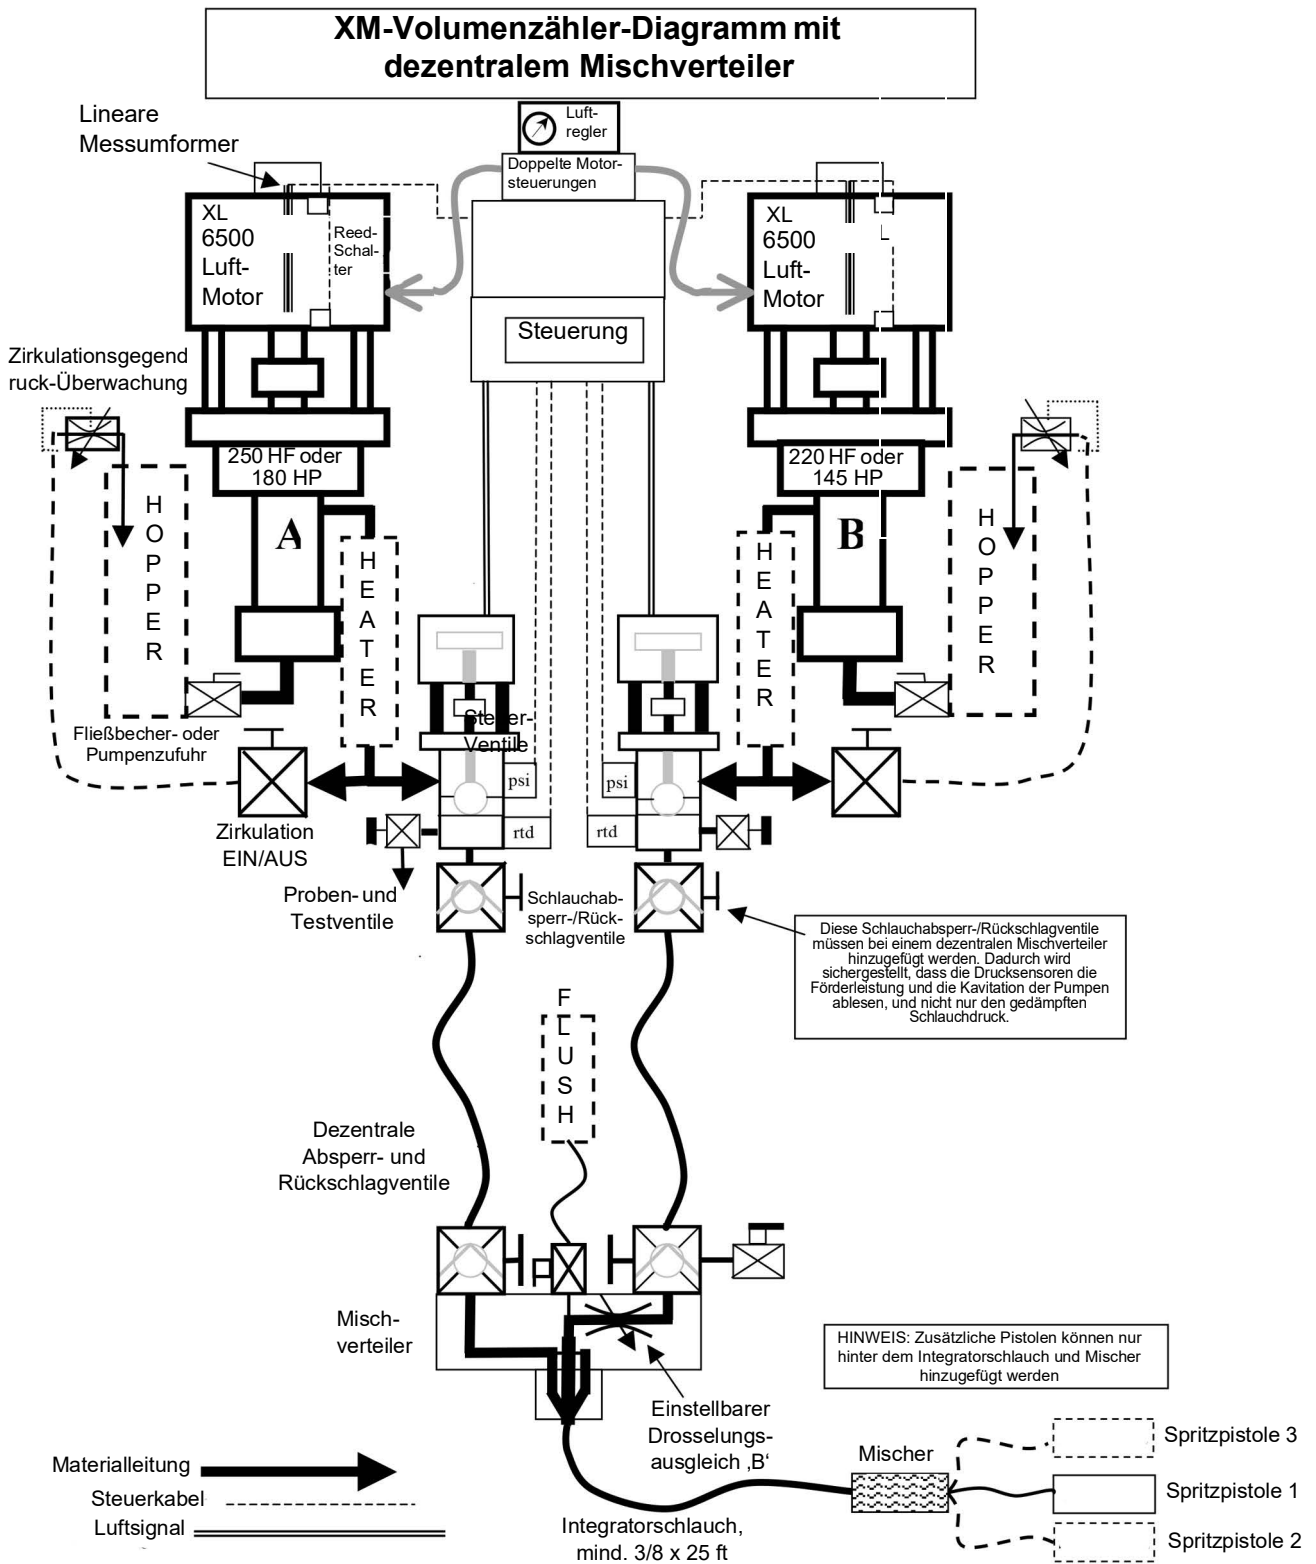 XM-Volumenzähler-Diagramm mit
dezentralem Mischverteiler
Lineare
Messumformer
Luft-
regler
Doppelte Motor-
steuerungen
XL
6500
Luft-
Motor
Reed-
Schal-
ter
XL
6500
Luft-
Motor
Steuerung
Zirkulationsgegend
ruck-Überwachung
250 HF oder
180 HP
220 HF oder
145 HP
A
B
H
O
P
P
E
R
H
E
A
T
E
R
H
E
A
T
E
R
H
O
P
P
E
R
Fließbecher- oder
Pumpenzufuhr
Steuer-
Ventile
psi
psi
rtd
rtd
Zirkulation
EIN/AUS
Proben- und
Testventile
Schlauchab-
sperr-/Rück-
schlagventile
Diese Schlauchabsperr-/Rückschlagventile
müssen bei einem dezentralen Mischverteiler
hinzugefügt werden. Dadurch wird
sichergestellt, dass die Drucksensoren die
Förderleistung und die Kavitation der Pumpen
ablesen, und nicht nur den gedämpften
Schlauchdruck.
F
L
U
S
H
Dezentrale
Absperr- und
Rückschlagventile
Misch-
verteiler
HINWEIS: Zusätzliche Pistolen können nur
hinter dem Integratorschlauch und Mischer
hinzugefügt werden
Einstellbarer
Drosselungs-
ausgleich ‚B‘
Mischer
Spritzpistole 3
Spritzpistole 1
Spritzpistole 2
Materialleitung
Steuerkabel
Luftsignal
Integratorschlauch,
mind. 3/8 x 25 ft